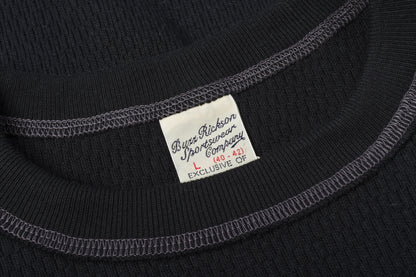 Buzz Rickson
Sportswear
Company
L (40-42)
EXCLUSIVE OF